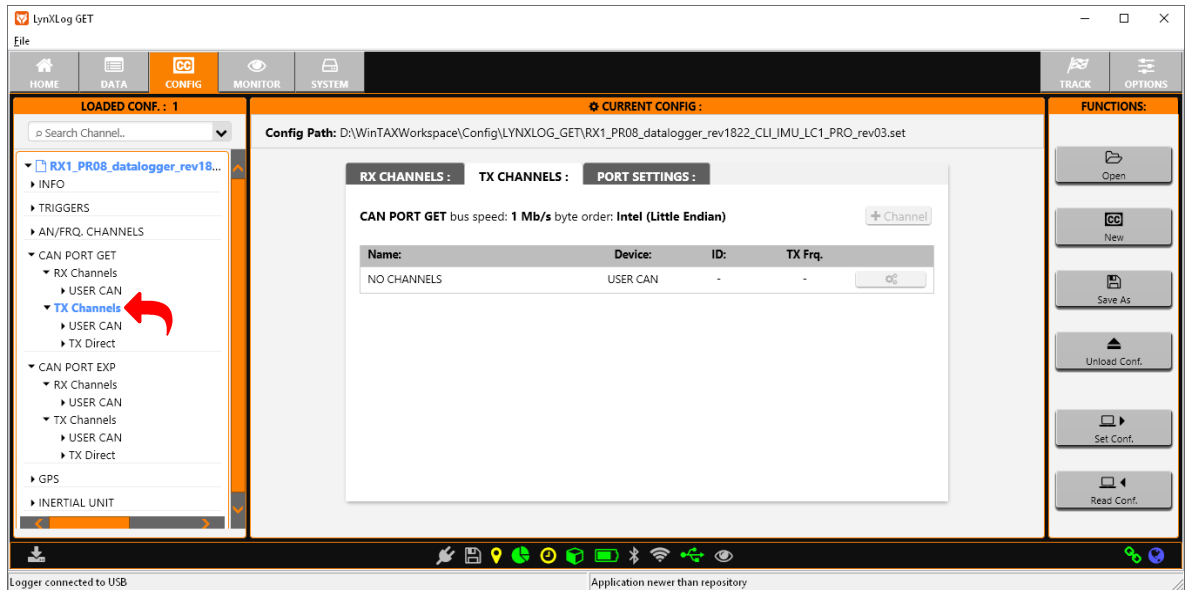 LynXLog GET
File
HOME DATA CONFIG MONITOR SYSTEM TRACK OPTIONS
LOADED CONF. : 1
Search Channel..
RX1_PR08_datalogger_rev18...
INFO
TRIGGERS
AN/FRQ. CHANNELS
CAN PORT GET
RX Channels
USER CAN
TX Channels
USER CAN
TX Direct
CAN PORT EXP
RX Channels
USER CAN
TX Channels
USER CAN
TX Direct
GPS
INERTIAL UNIT
CURRENT CONFIG :
Config Path: D:\WinTAXWorkspace\Config\LYNXLOG_GET\RX1_PR08_datalogger_rev1822_CLI_IMU_LC1_PRO_rev03.set
RX CHANNELS : TX CHANNELS : PORT SETTINGS :
CAN PORT GET bus speed: 1 Mb/s byte order: Intel (Little Endian)
+ Channel
Name: Device: ID: TX Frq.
NO CHANNELS USER CAN - -
FUNCTIONS:
Open
CC
New
Save As
Unload Conf.
Set Conf.
Read Conf.
Logger connected to USB
Application newer than repository